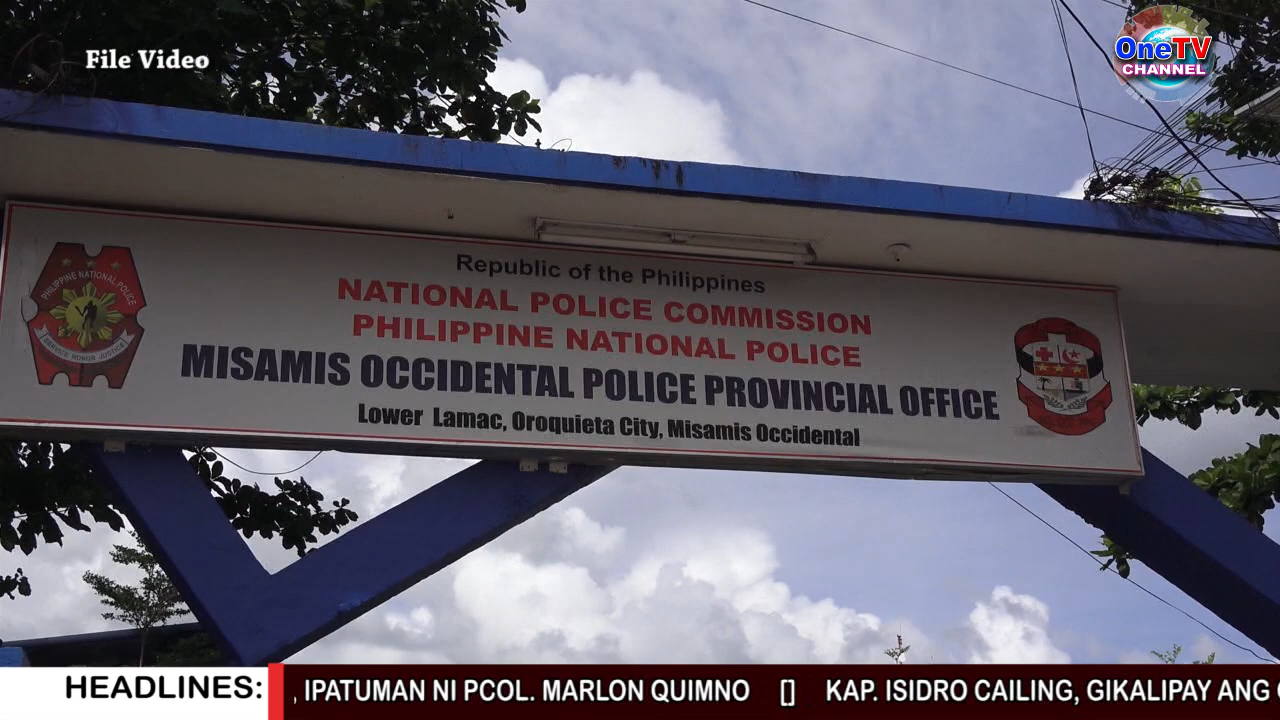 File Video
OneTV
CHANNEL
Republic of the Philippines
NATIONAL POLICE COMMISSION
PHILIPPINE NATIONAL POLICE
MISAMIS OCCIDENTAL POLICE PROVINCIAL OFFICE
Lower Lamac, Oroquieta City, Misamis Occidental
PHILIPPINE NATIONAL POLICE
SERVICE HONOR JUSTICE
HEADLINES:
, IPATUMAN NI PCOL. MARLON QUIMNO [] KAP. ISIDRO CAILING, GIKALIPAY ANG